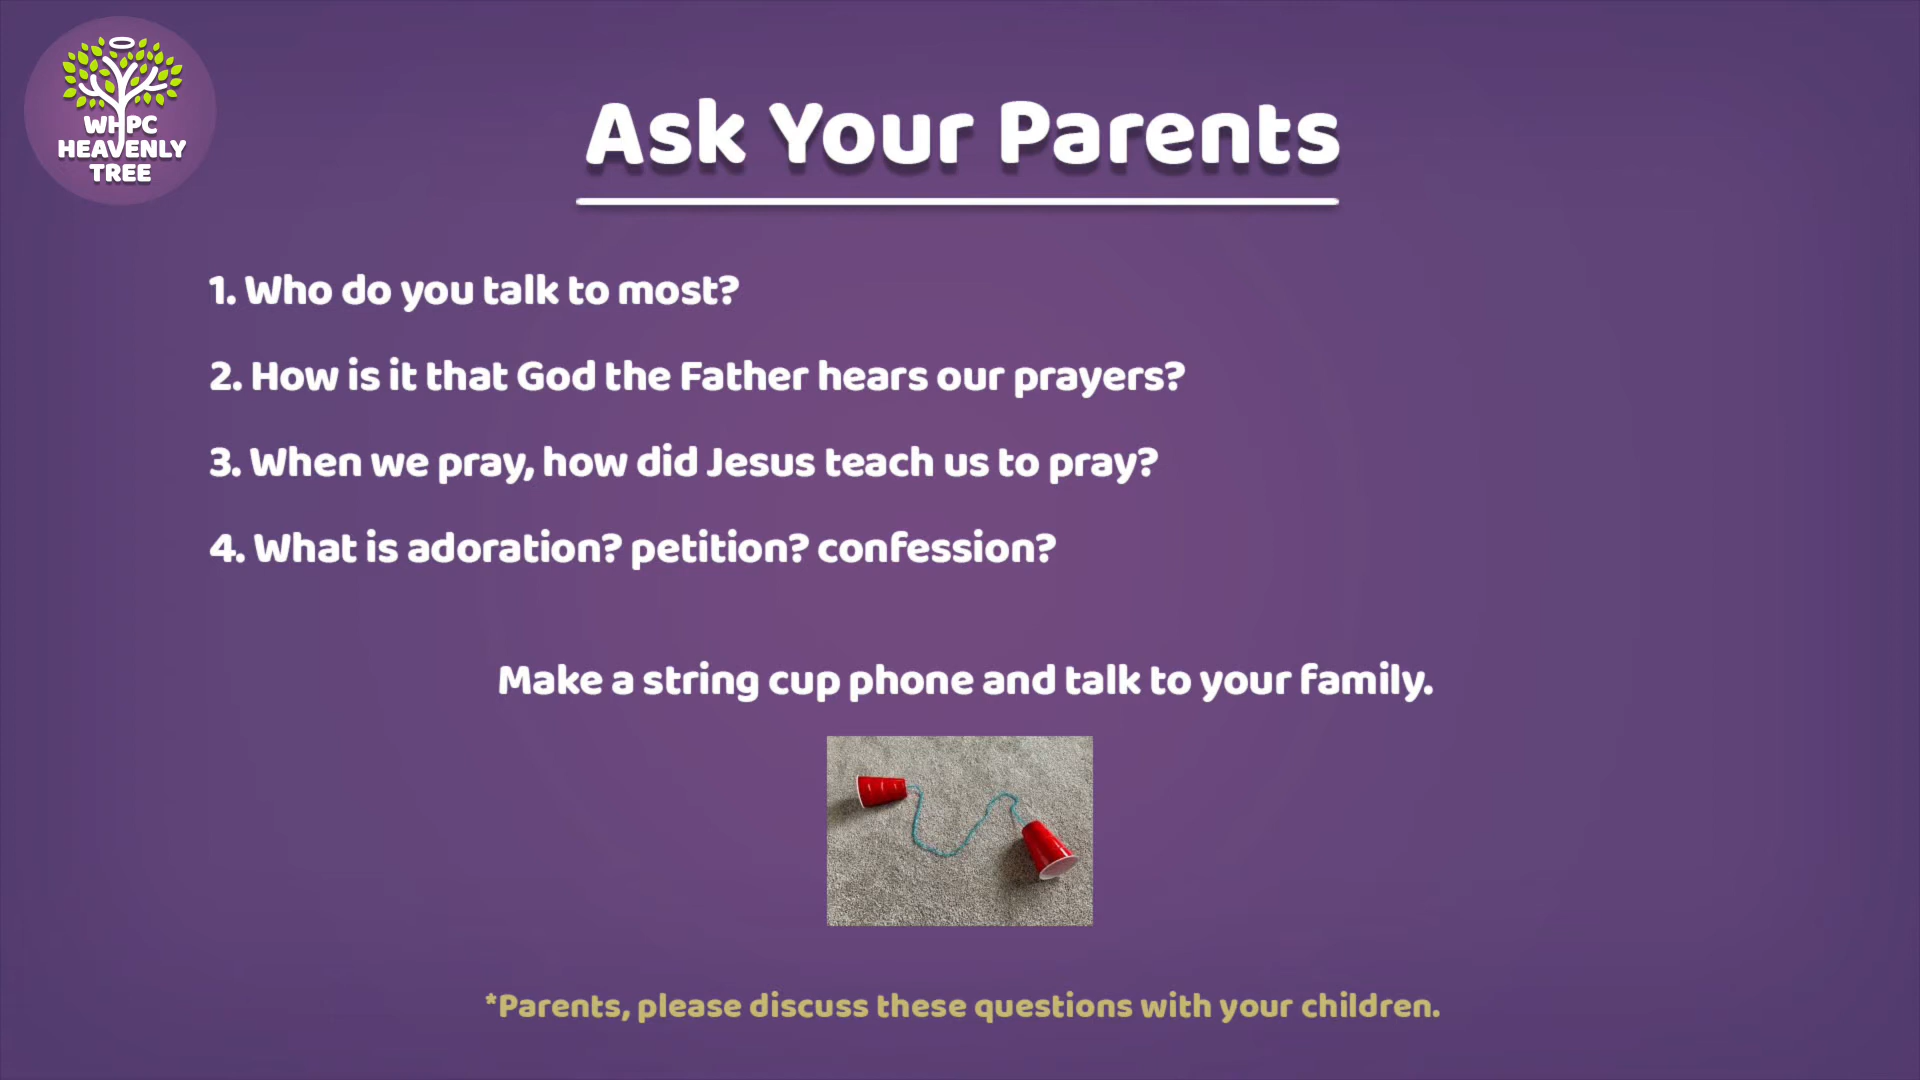 WHPC
HEAVENLY
TREE
Ask Your Parents
1. Who do you talk to most?
2. How is it that God the Father hears our prayers?
3. When we pray, how did Jesus teach us to pray?
4. What is adoration? petition? confession?
Make a string cup phone and talk to your family.
*Parents, please discuss these questions with your children.